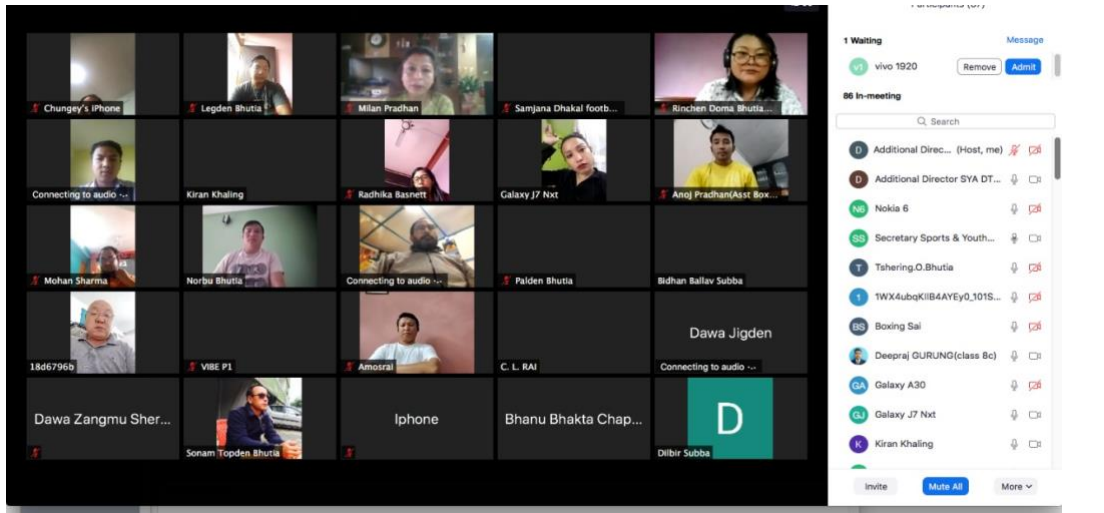 Chungey's iPhone
Legden Bhutia
Milan Pradhan
Samjana Dhakal footb...
Rinchen Doma Bhutia...
Connecting to audio ...
Kiran Khaling
Radhika Basnett
Galaxy J7 Nxt
Anoj Pradhan(Asst Box...
Mohan Sharma
Norbu Bhutia
Connecting to audio ...
Palden Bhutia
Bidhan Ballav Subba
18d6796b
VIBE P1
Amosrai
C. L. RAI
Dawa Jigden
Connecting to audio ...
Dawa Zangmu Sher...
Sonam Topden Bhutia
Iphone
Bhanu Bhakta Chap...
D
Dilbir Subba
Participants (87)
1 Waiting
Message
v1
vivo 1920
Remove
Admit
86 In-meeting
Search
D
Additional Direc... (Host, me)
D
Additional Director SYA DT...
N6
Nokia 6
SS
Secretary Sports & Youth...
T
Tshering.O.Bhutia
1
BS
Boxing Sai
Deepraj GURUNG(class 8c)
GA
Galaxy A30
GJ
Galaxy J7 Nxt
K
Kiran Khaling
Invite
Mute All
More